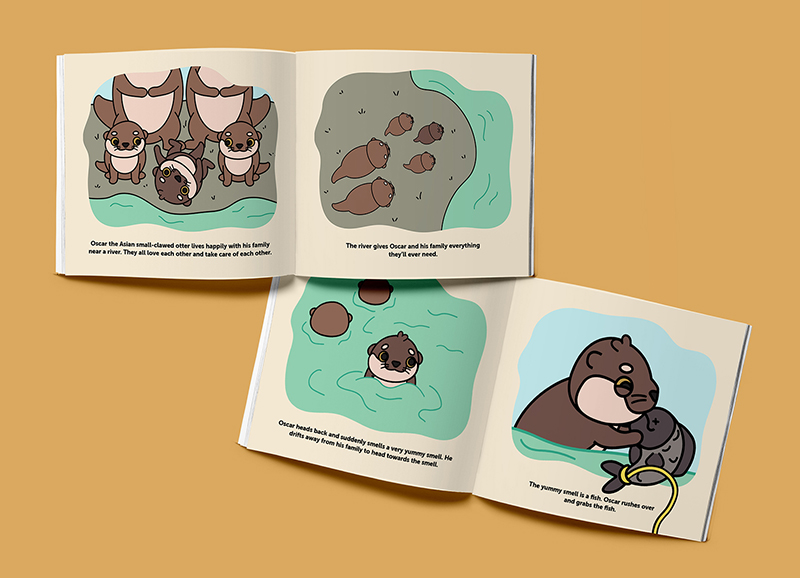 Oscar the Asian small-clawed otter lives happily with his family
near a river. They all love each other and take care of each other.
The river gives Oscar and his family everything
they'll ever need.
Oscar heads back and suddenly smells a very yummy smell. He
drifts away from his family to head towards the smell.
The yummy smell is a fish. Oscar rushes over
and grabs the fish.